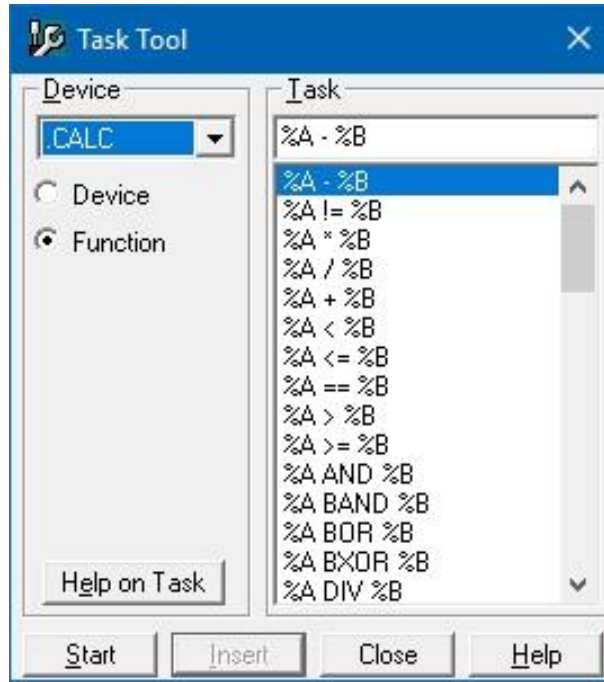 Task Tool
Device
.CALC
Device
Function
Help on Task
Task
%A - %B
%A - %B
%A != %B
%A * %B
%A / %B
%A + %B
%A < %B
%A <= %B
%A == %B
%A > %B
%A >= %B
%A AND %B
%A BAND %B
%A BOR %B
%A BXOR %B
%A DIV %B
Start Insert Close Help